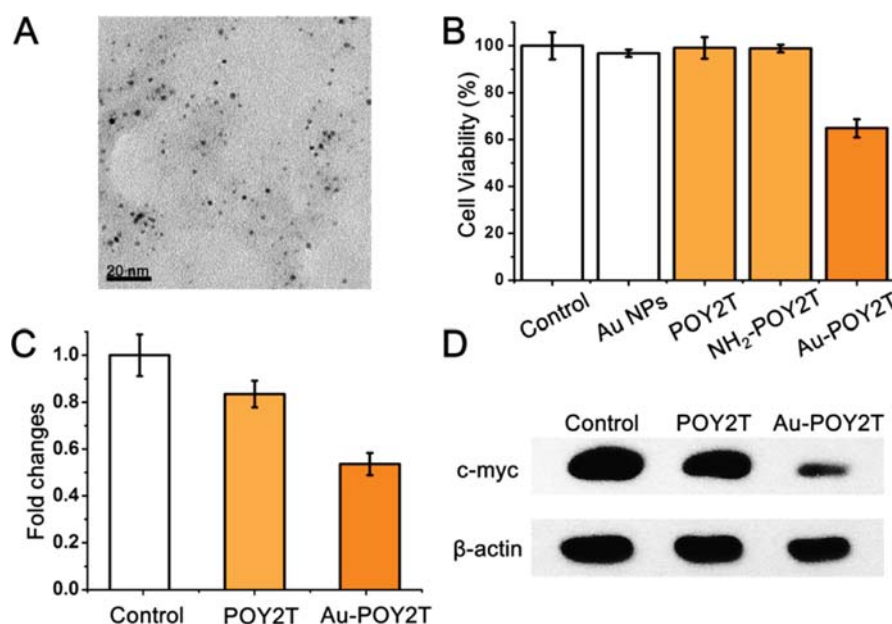 A
20 nm
B
Cell Viability (%)
100
80
60
40
20
0
Control
Au NPs
POY2T
NH₂-POY2T
Au-POY2T
C
Fold changes
1.0
0.8
0.6
0.4
0.2
0.0
Control
POY2T
Au-POY2T
D
Control POY2T Au-POY2T
c-myc
β-actin